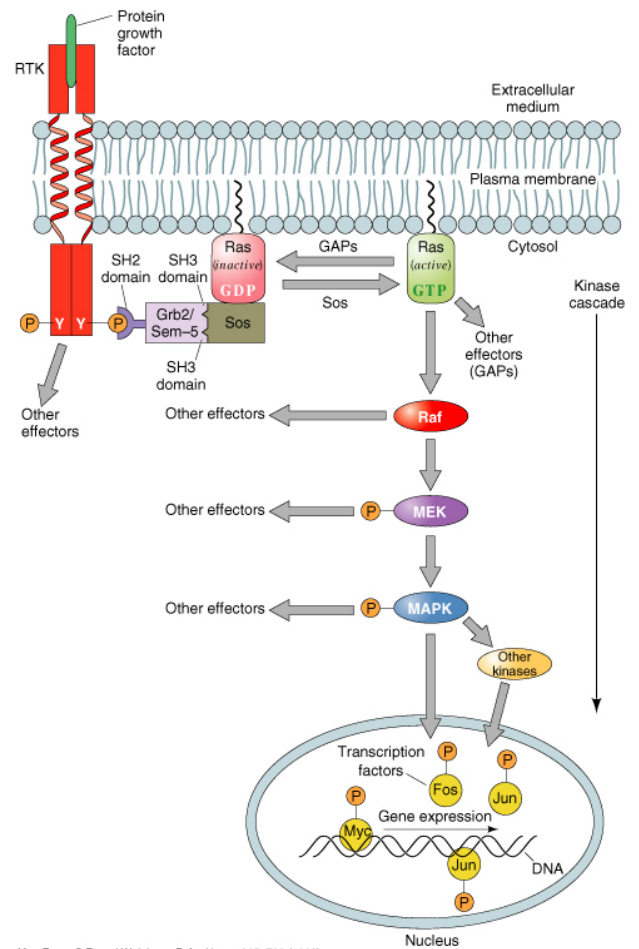 Protein
growth
factor
RTK
Extracellular
medium
Plasma membrane
Cytosol
Ras
(inactive)
GDP
GAPs
Sos
Ras
(active)
GTP
SH2
domain
SH3
domain
Kinase
cascade
P
Y
Y
P
Grb2/
Sem–5
Sos
SH3
domain
Other
effectors
(GAPs)
Other
effectors
Other effectors
Raf
Other effectors
P
MEK
Other effectors
P
MAPK
Other
kinases
Transcription
factors
P
Fos
P
Jun
P
Myc
Gene expression
Jun
P
DNA
Nucleus